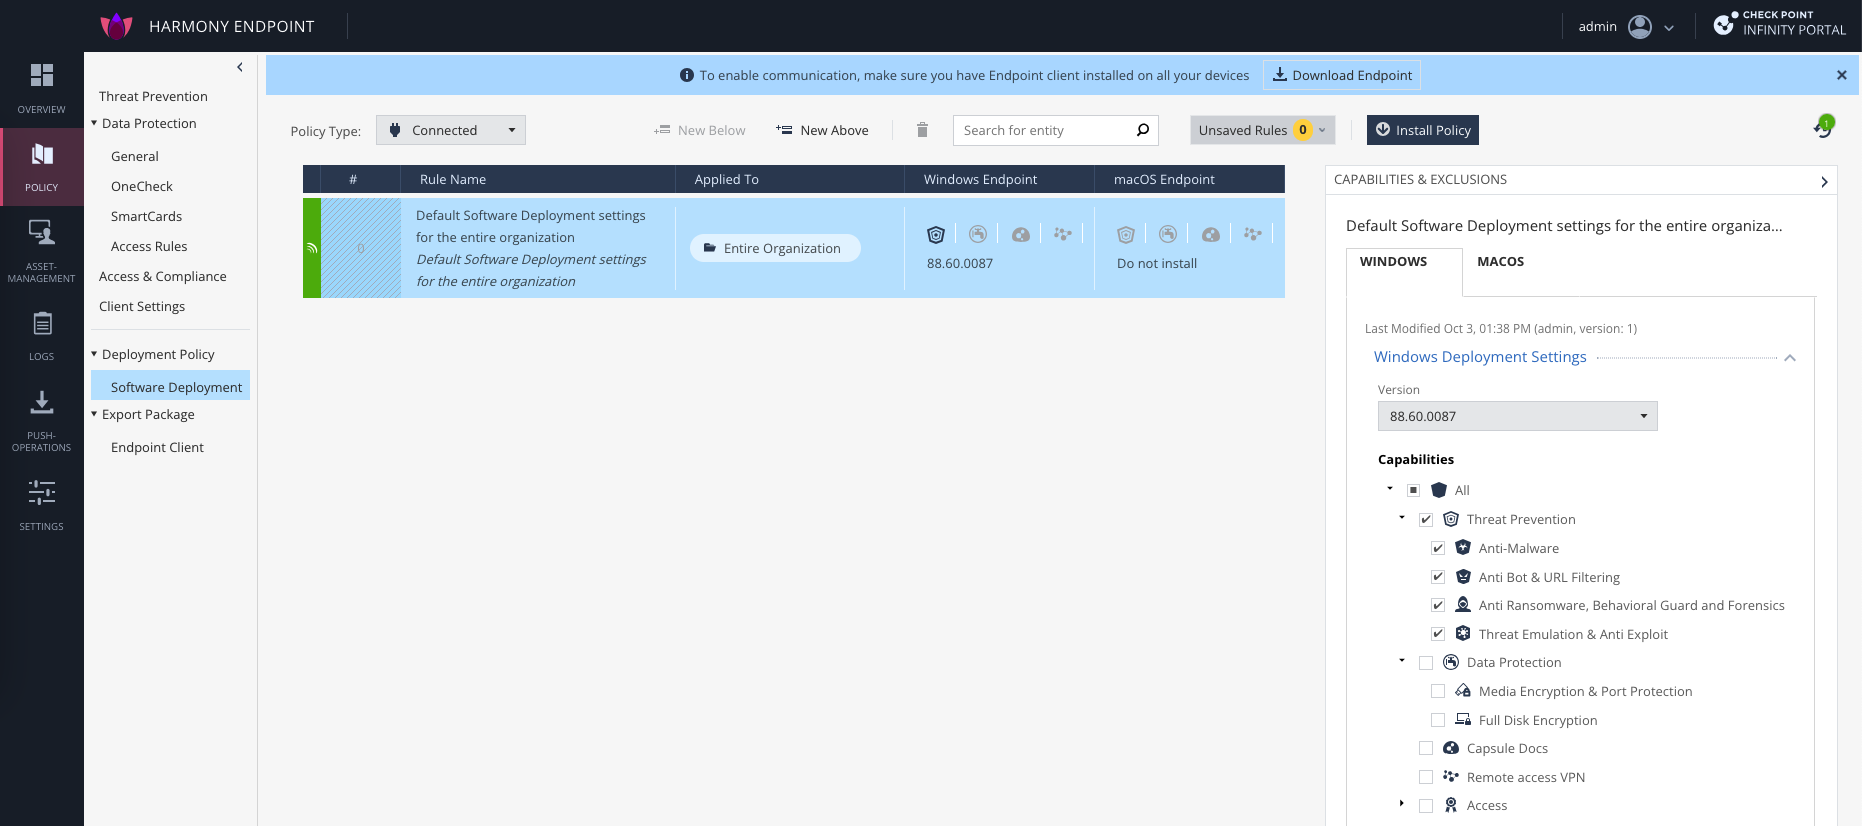 HARMONY ENDPOINT
admin
CHECK POINT
INFINITY PORTAL
OVERVIEW
POLICY
ASSET-
MANAGEMENT
LOGS
PUSH-
OPERATIONS
SETTINGS
Threat Prevention
Data Protection
General
OneCheck
SmartCards
Access Rules
Access & Compliance
Client Settings
Deployment Policy
Software Deployment
Export Package
Endpoint Client
To enable communication, make sure you have Endpoint client installed on all your devices
Download Endpoint
Policy Type:
Connected
New Below
New Above
Search for entity
Unsaved Rules 0
Install Policy
1
# Rule Name Applied To Windows Endpoint macOS Endpoint
0
Default Software Deployment settings
for the entire organization
Default Software Deployment settings
for the entire organization
Entire Organization
88.60.0087
Do not install
CAPABILITIES & EXCLUSIONS
Default Software Deployment settings for the entire organiza...
WINDOWS
MACOS
Last Modified Oct 3, 01:38 PM (admin, version: 1)
Windows Deployment Settings
Version
88.60.0087
Capabilities
All
Threat Prevention
Anti-Malware
Anti Bot & URL Filtering
Anti Ransomware, Behavioral Guard and Forensics
Threat Emulation & Anti Exploit
Data Protection
Media Encryption & Port Protection
Full Disk Encryption
Capsule Docs
Remote access VPN
Access